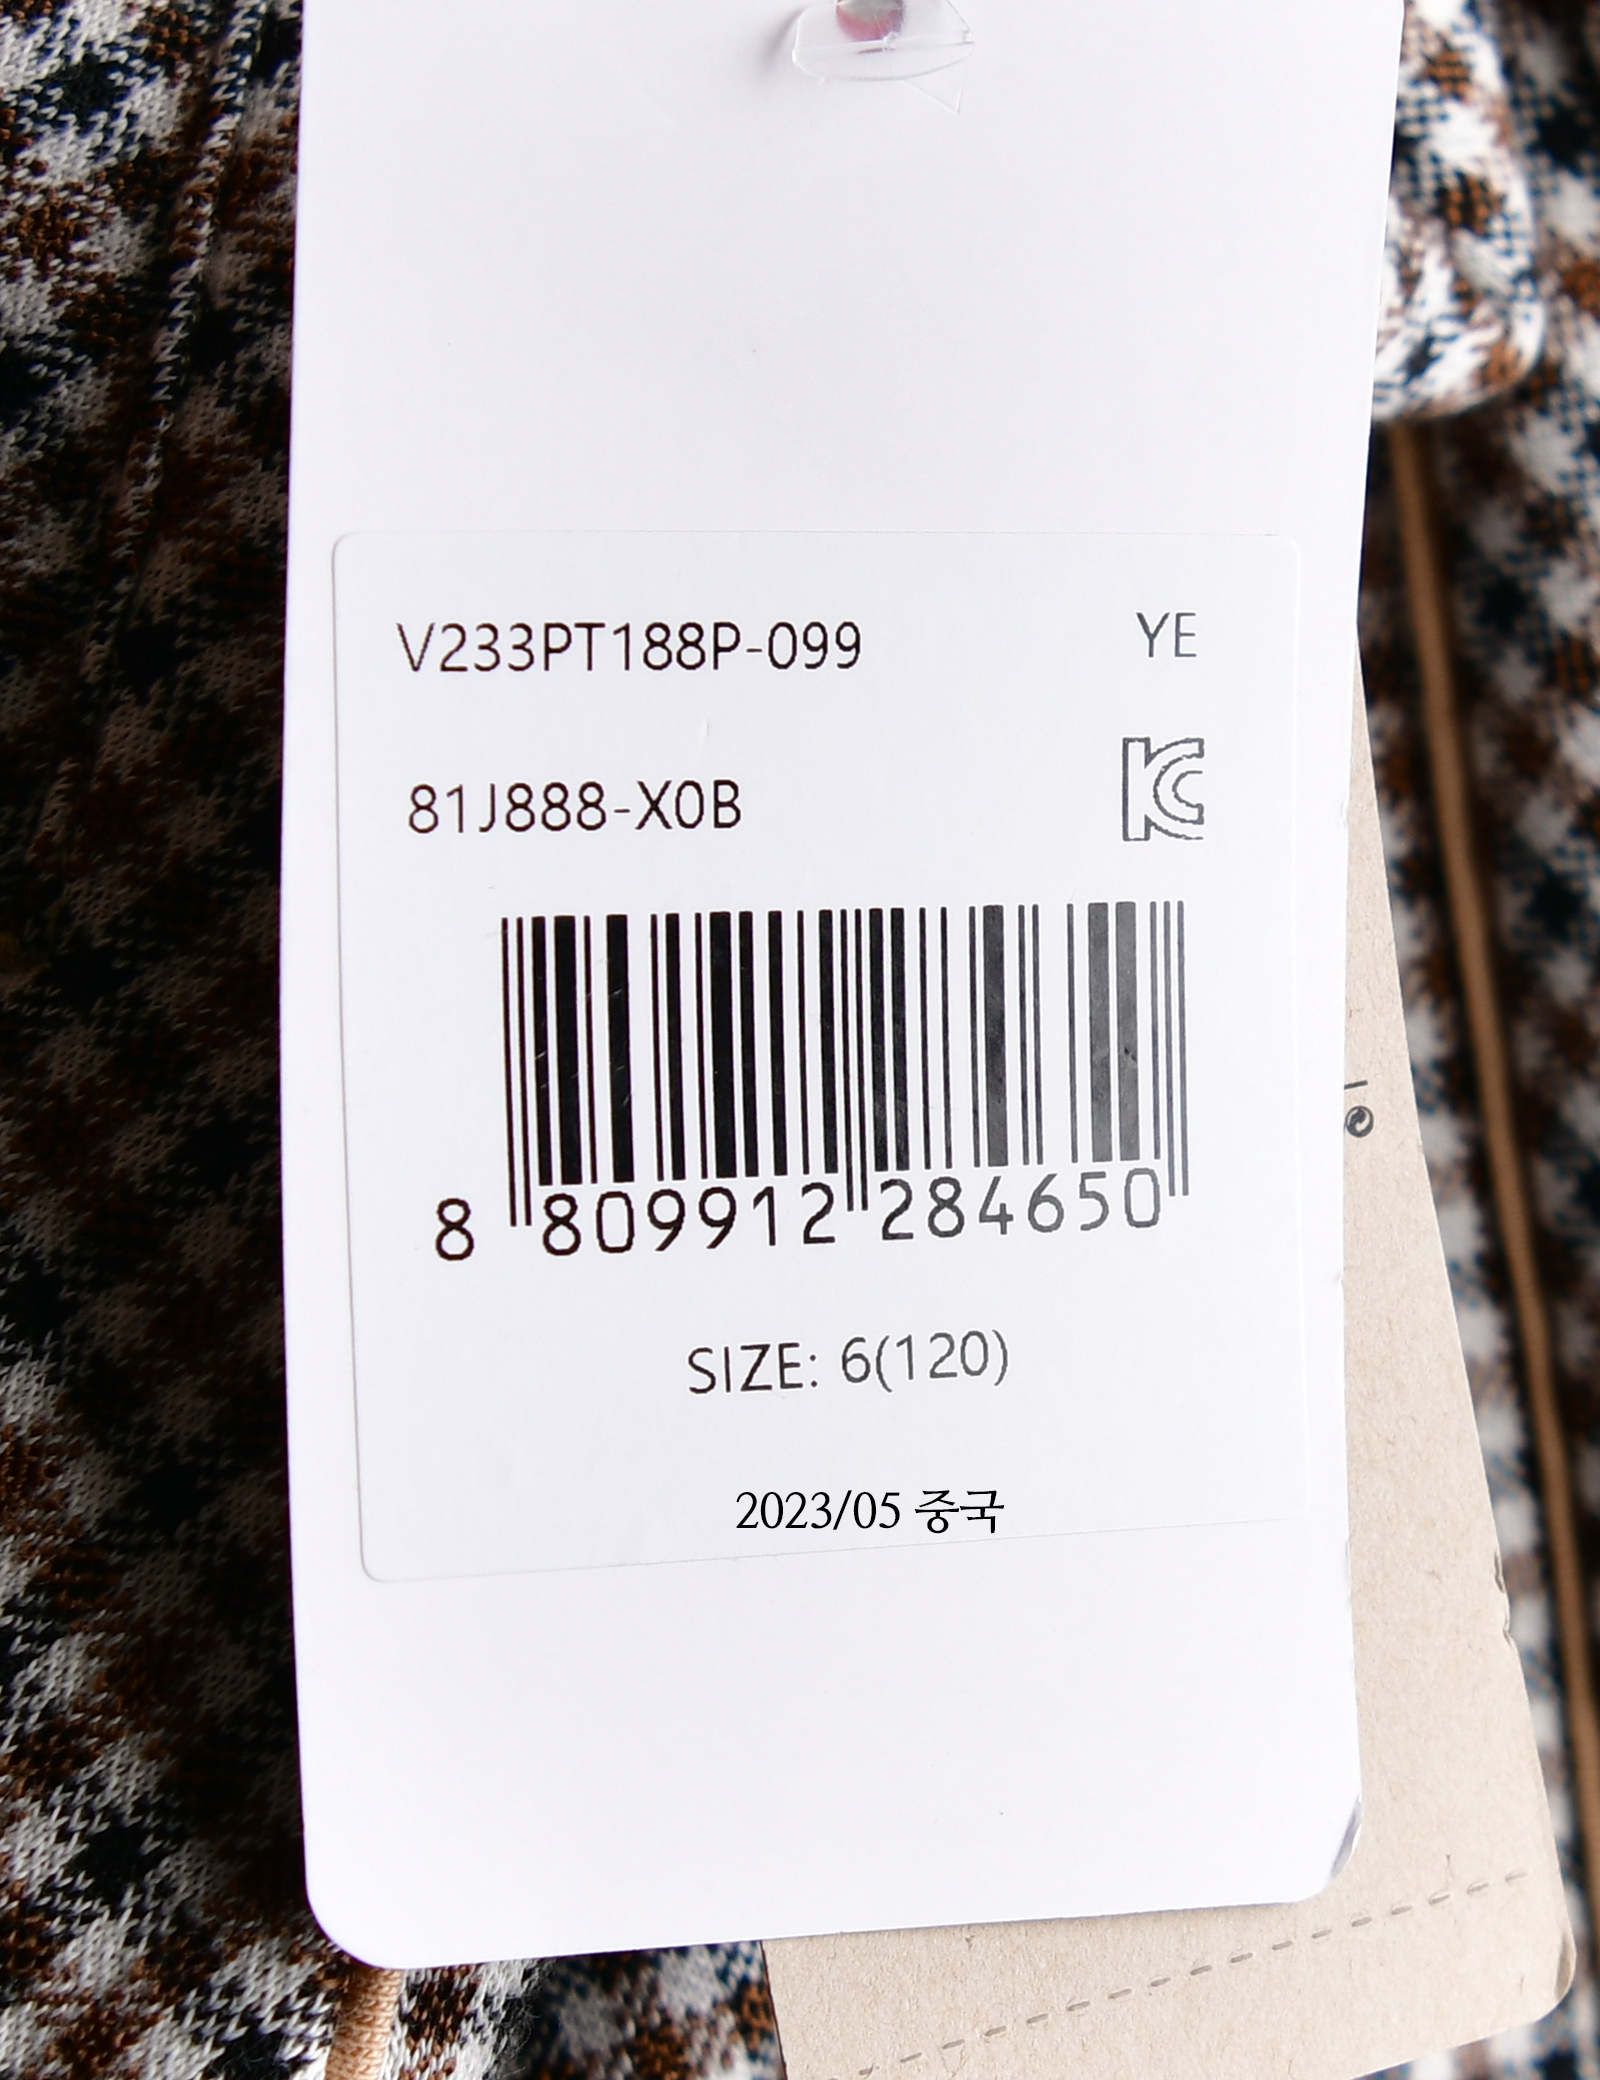 V233PT188P-099 YE
81J888-X0B
8 809912 284650
SIZE: 6(120)
2023/05 중국